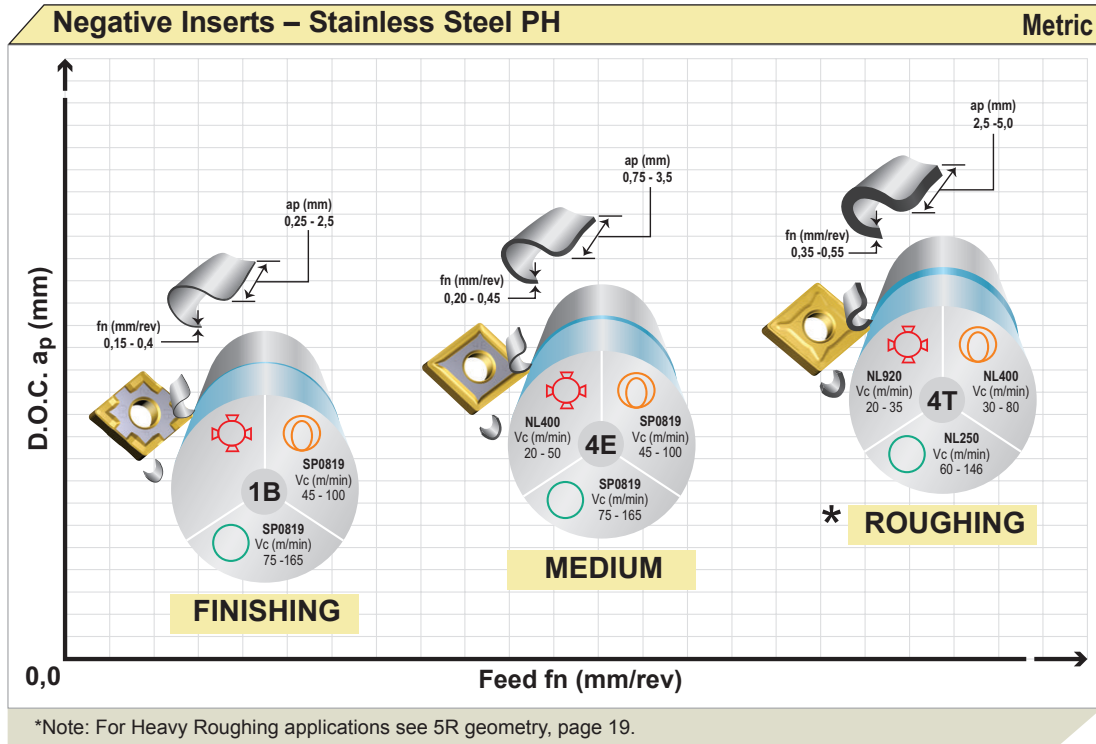 Negative Inserts – Stainless Steel PH
Metric
D.O.C. ap (mm)
ap (mm)
0,25 - 2,5
fn (mm/rev)
0,15 - 0,4
SP0819
Vc (m/min)
45 - 100
1B
SP0819
Vc (m/min)
75 -165
FINISHING
ap (mm)
0,75 - 3,5
fn (mm/rev)
0,20 - 0,45
NL400
Vc (m/min)
20 - 50
4E
SP0819
Vc (m/min)
45 - 100
SP0819
Vc (m/min)
75 - 165
MEDIUM
ap (mm)
2,5 -5,0
fn (mm/rev)
0,35 -0,55
NL920
Vc (m/min)
20 - 35
4T
NL400
Vc (m/min)
30 - 80
NL250
Vc (m/min)
60 - 146
* ROUGHING
0,0
Feed fn (mm/rev)
*Note: For Heavy Roughing applications see 5R geometry, page 19.